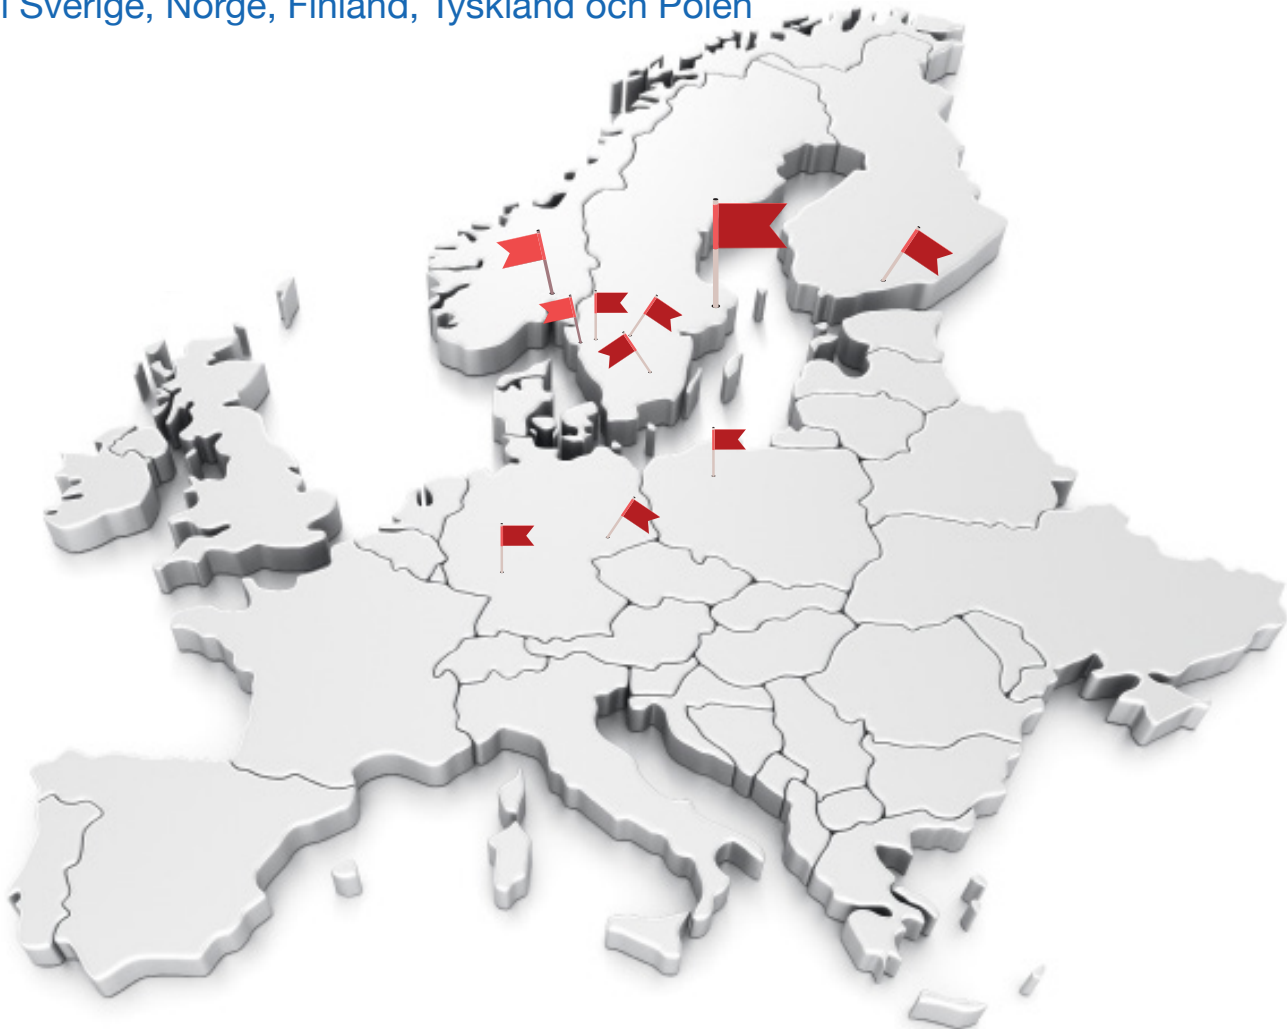 i Sverige, Norge, Finland, Tyskland och Polen